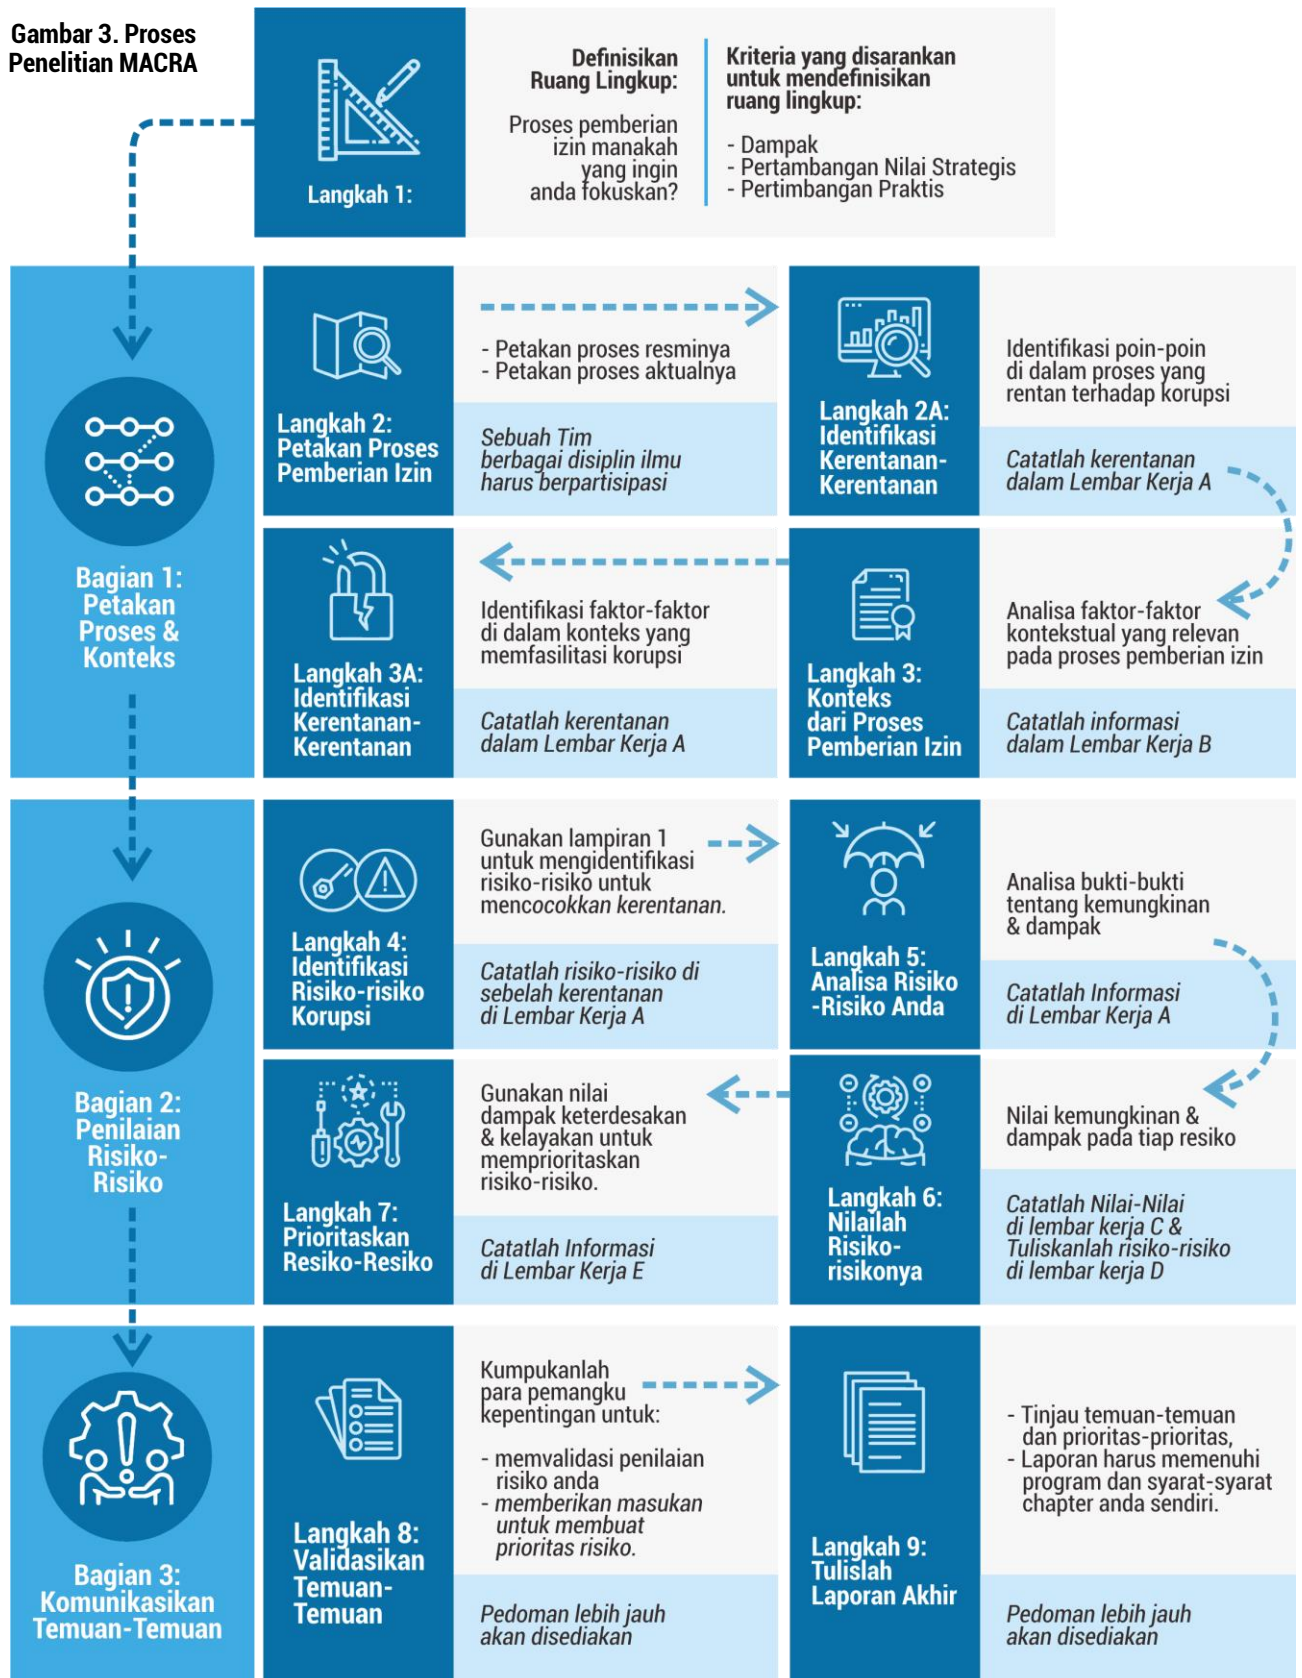 Gambar 3. Proses
Penelitian MACRA
Langkah 1:
Definisikan
Ruang Lingkup:
Proses pemberian
izin manakah
yang ingin
anda fokuskan?
Kriteria yang disarankan
untuk mendefinisikan
ruang lingkup:
- Dampak
- Pertambangan Nilai Strategis
- Pertimbangan Praktis
Bagian 1:
Petakan
Proses &
Konteks
Langkah 2:
Petakan Proses
Pemberian Izin
- Petakan proses resminya
- Petakan proses aktualnya
Sebuah Tim
berbagai disiplin ilmu
harus berpartisipasi
Langkah 2A:
Identifikasi
Kerentanan-
Kerentanan
Identifikasi poin-poin
di dalam proses yang
rentan terhadap korupsi
Catatlah kerentanan
dalam Lembar Kerja A
Langkah 3A:
Identifikasi
Kerentanan-
Kerentanan
Identifikasi faktor-faktor
di dalam konteks yang
memfasilitasi korupsi
Catatlah kerentanan
dalam Lembar Kerja A
Langkah 3:
Konteks
dari Proses
Pemberian Izin
Analisa faktor-faktor
kontekstual yang relevan
pada proses pemberian izin
Catatlah informasi
dalam Lembar Kerja B
Bagian 2:
Penilaian
Risiko-
Risiko
Langkah 4:
Identifikasi
Risiko-risiko
Korupsi
Gunakan lampiran 1
untuk mengidentifikasi
risiko-risiko untuk
mencocokkan kerentanan.
Catatlah risiko-risiko di
sebelah kerentanan
di Lembar Kerja A
Langkah 5:
Analisa Risiko
-Risiko Anda
Analisa bukti-bukti
tentang kemungkinan
& dampak
Catatlah Informasi
di Lembar Kerja A
Langkah 7:
Prioritaskan
Resiko-Resiko
Gunakan nilai
dampak keterdesakan
& kelayakan untuk
memprioritaskan
risiko-risiko.
Catatlah Informasi
di Lembar Kerja E
Langkah 6:
Nilailah
Risiko-
risikonya
Nilai kemungkinan &
dampak pada tiap resiko
Catatlah Nilai-Nilai
di lembar kerja C &
Tuliskanlah risiko-risiko
di lembar kerja D
Bagian 3:
Komunikasikan
Temuan-Temuan
Langkah 8:
Validasikan
Temuan-
Temuan
Kumpukanlah
para pemangku
kepentingan untuk:
- memvalidasi penilaian
risiko anda
- memberikan masukan
untuk membuat
prioritas risiko.
Pedoman lebih jauh
akan disediakan
Langkah 9:
Tulislah
Laporan Akhir
- Tinjau temuan-temuan
dan prioritas-prioritas,
- Laporan harus memenuhi
program dan syarat-syarat
chapter anda sendiri.
Pedoman lebih jauh
akan disediakan